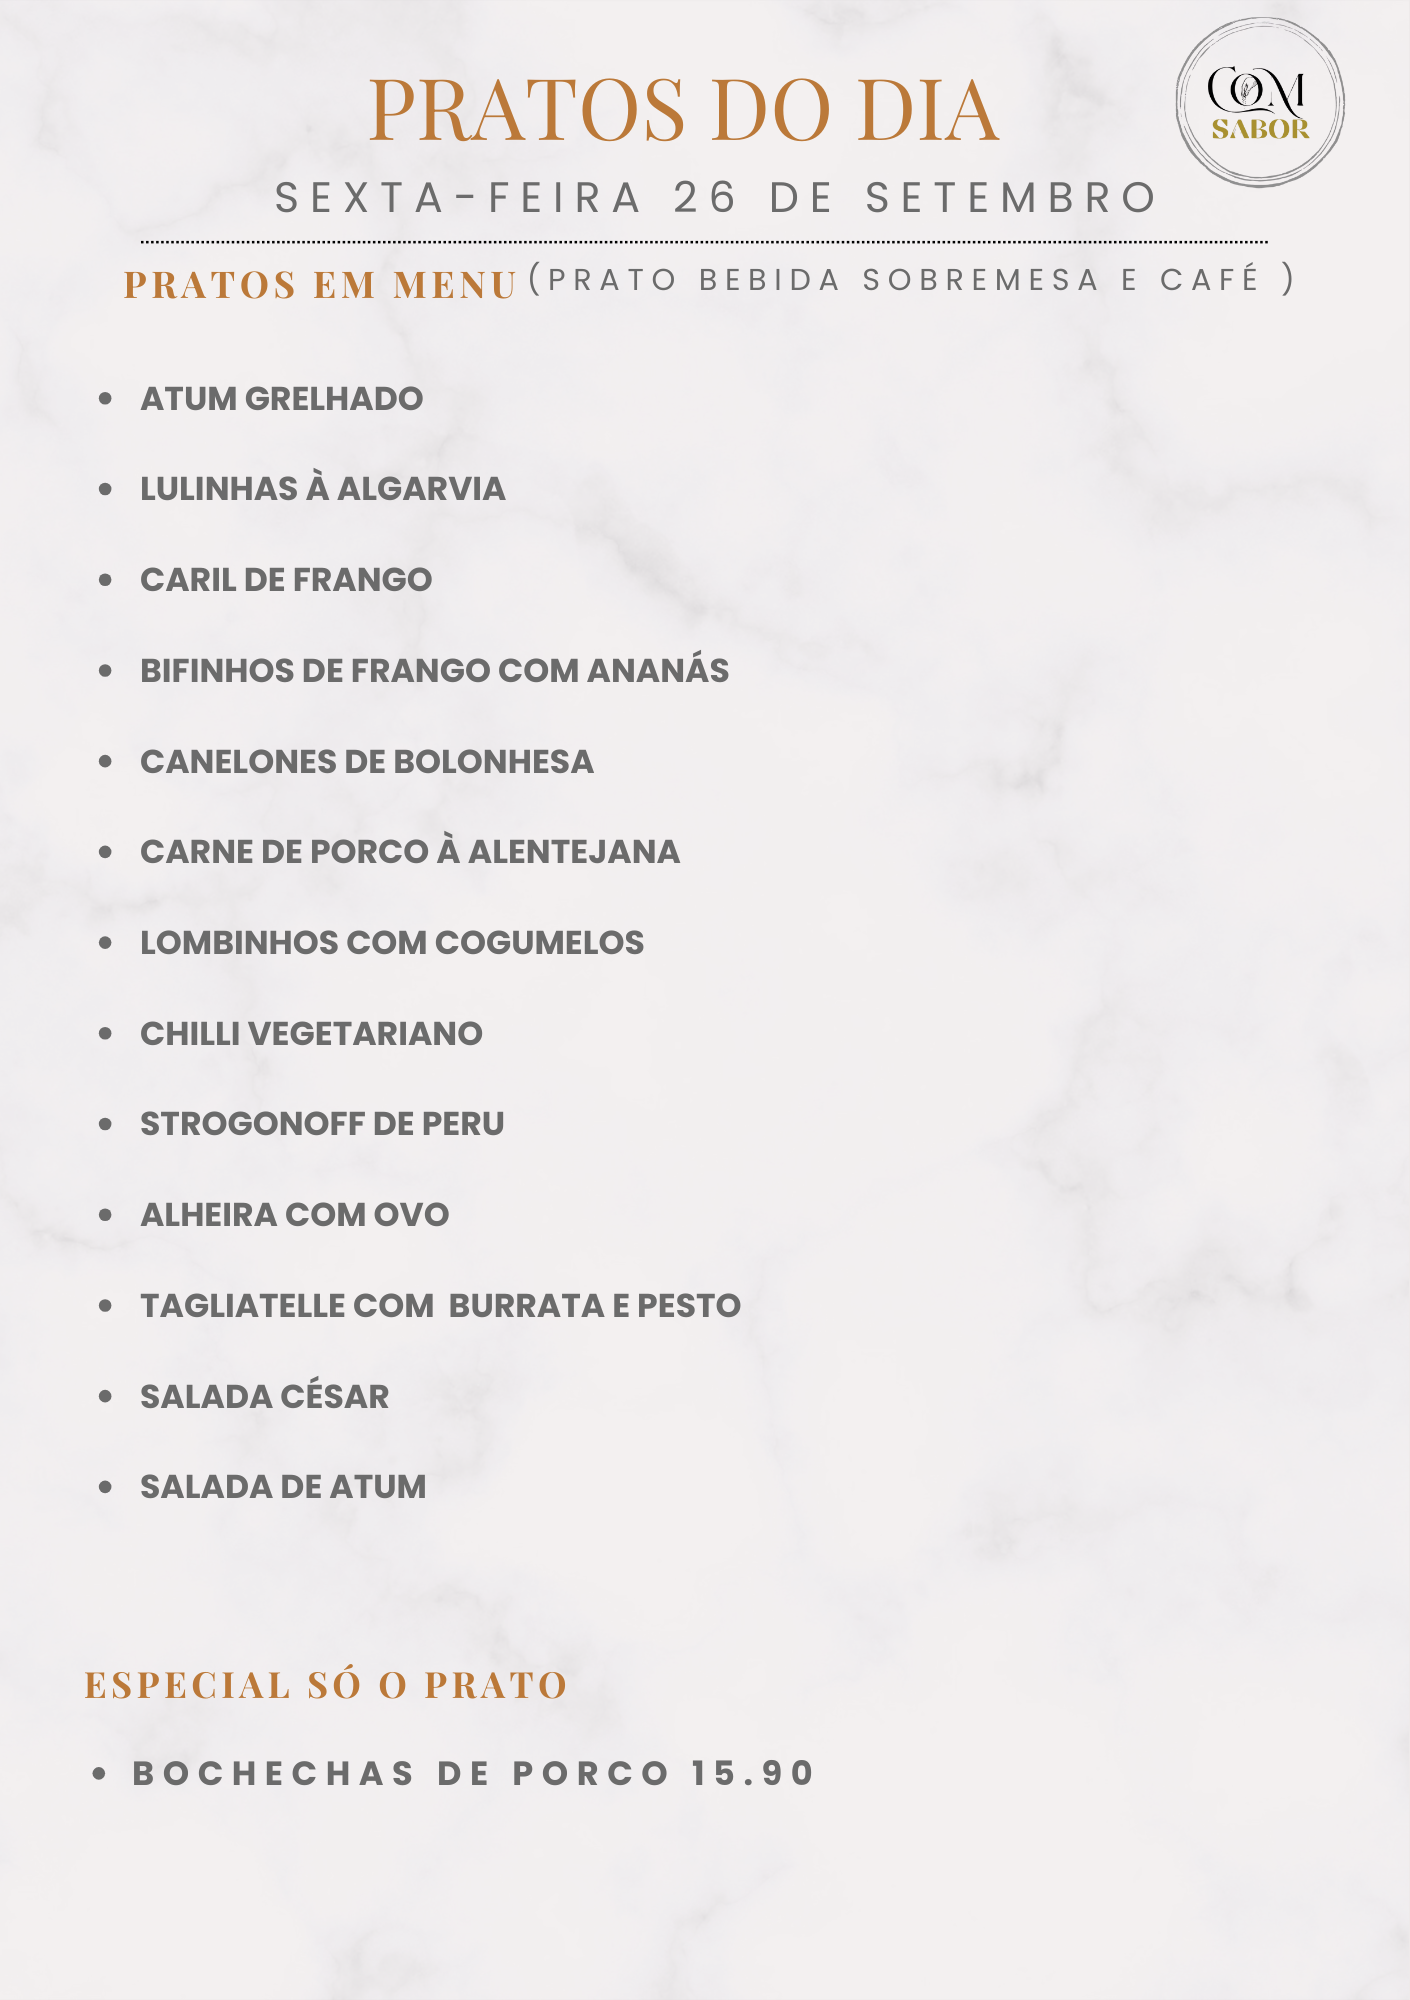 COM
SABOR
PRATOS DO DIA
SEXTA-FEIRA 26 DE SETEMBRO
PRATOS EM MENU (PRATO BEBIDA SOBREMESA E CAFÉ )
• ATUM GRELHADO
• LULINHAS À ALGARVIA
• CARIL DE FRANGO
• BIFINHOS DE FRANGO COM ANANÁS
• CANELONES DE BOLONHESA
• CARNE DE PORCO À ALENTEJANA
• LOMBINHOS COM COGUMELOS
• CHILLI VEGETARIANO
• STROGONOFF DE PERU
• ALHEIRA COM OVO
• TAGLIATELLE COM  BURRATA E PESTO
• SALADA CÉSAR
• SALADA DE ATUM
ESPECIAL SÓ O PRATO
• BOCHECHAS DE PORCO 15.90